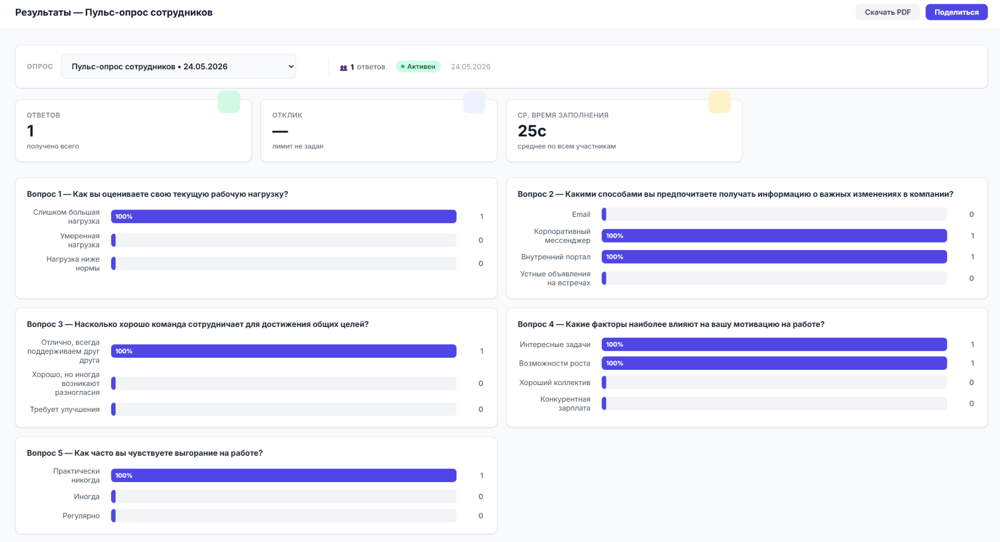 Результаты — Пульс-опрос сотрудников
Скачать PDF
Поделиться
ОПРОС
Пульс-опрос сотрудников • 24.05.2026
1 ответов
Активен
24.05.2026
ОТВЕТОВ
1
получено всего
ОТКЛИК
—
лимит не задан
СР. ВРЕМЯ ЗАПОЛНЕНИЯ
25с
среднее по всем участникам
Вопрос 1 — Как вы оцениваете свою текущую рабочую нагрузку?
Слишком большая
нагрузка
100%
1
Умеренная
нагрузка
0
Нагрузка ниже
нормы
0
Вопрос 2 — Какими способами вы предпочитаете получать информацию о важных изменениях в компании?
Email
0
Корпоративный
мессенджер
100%
1
Внутренний портал
100%
1
Устные объявления
на встречах
0
Вопрос 3 — Насколько хорошо команда сотрудничает для достижения общих целей?
Отлично, всегда
поддерживаем друг
друга
100%
1
Хорошо, но иногда
возникают
разногласия
0
Требует улучшения
0
Вопрос 4 — Какие факторы наиболее влияют на вашу мотивацию на работе?
Интересные задачи
100%
1
Возможности роста
100%
1
Хороший коллектив
0
Конкурентная
зарплата
0
Вопрос 5 — Как часто вы чувствуете выгорание на работе?
Практически
никогда
100%
1
Иногда
0
Регулярно
0